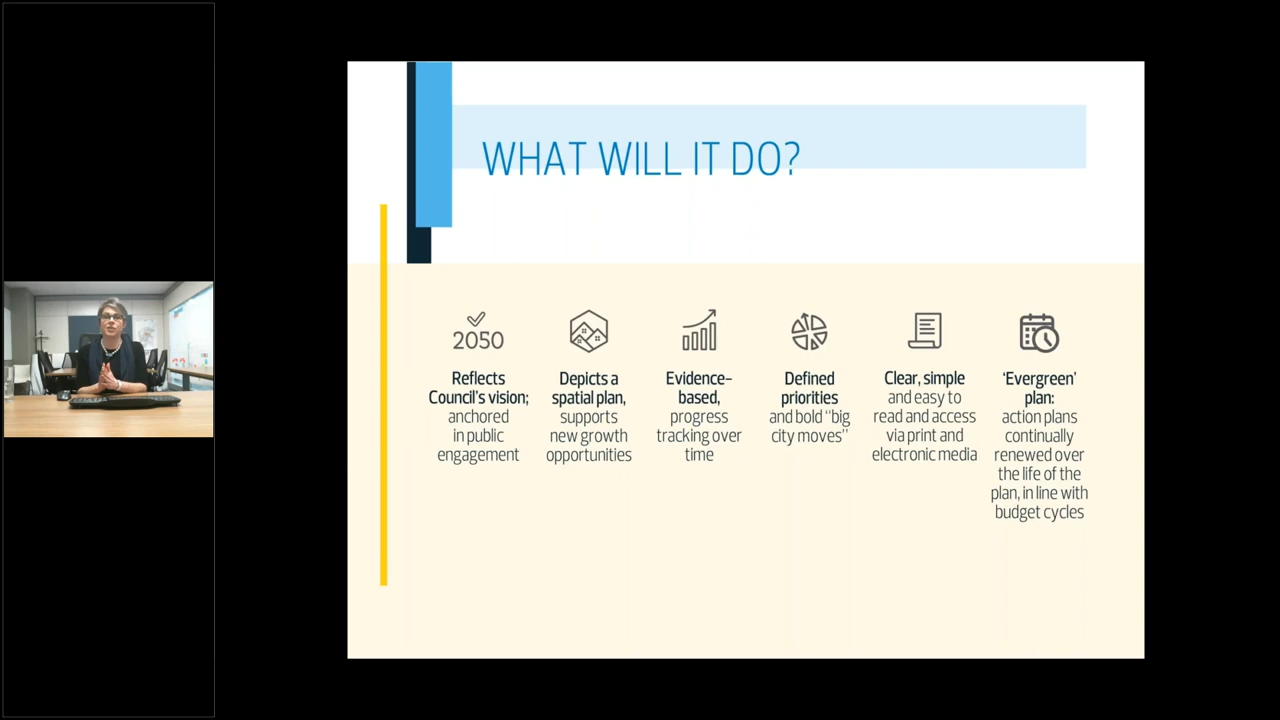 WHAT WILL IT DO?
2050
Reflects
Council's vision;
anchored
in public
engagement
Depicts a
spatial plan,
supports
new growth
opportunities
Evidence-
based,
progress
tracking over
time
Defined
priorities
and bold "big
city moves"
Clear, simple
and easy to
read and access
via print and
electronic media
'Evergreen'
plan:
action plans
continually
renewed over
the life of the
plan, in line with
budget cycles